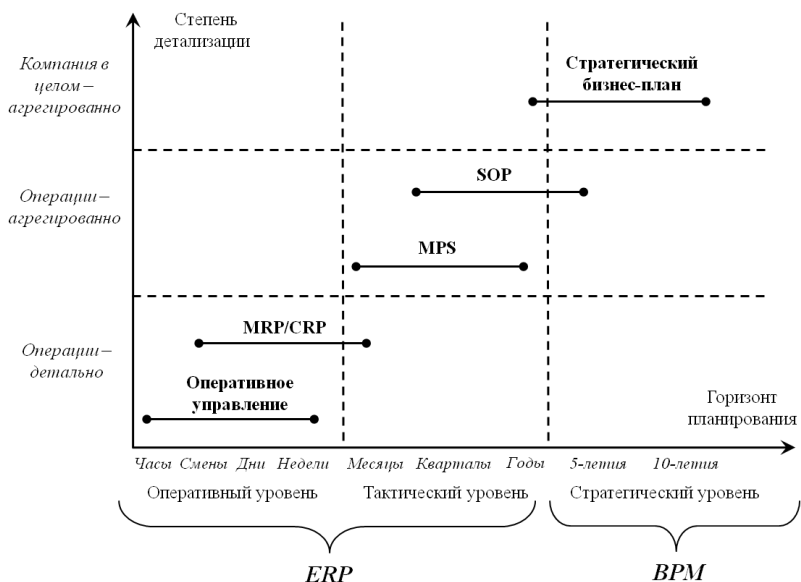 Степень
детализации
Компания в
целом –
агрегированно
Стратегический
бизнес-план
Операции –
агрегированно
SOP
MPS
Операции –
детально
MRP/CRP
Оперативное
управление
Горизонт
планирования
Часы Смены Дни Недели Месяцы Кварталы Годы 5-летия 10-летия
Оперативный уровень Тактический уровень Стратегический уровень
ERP BPM